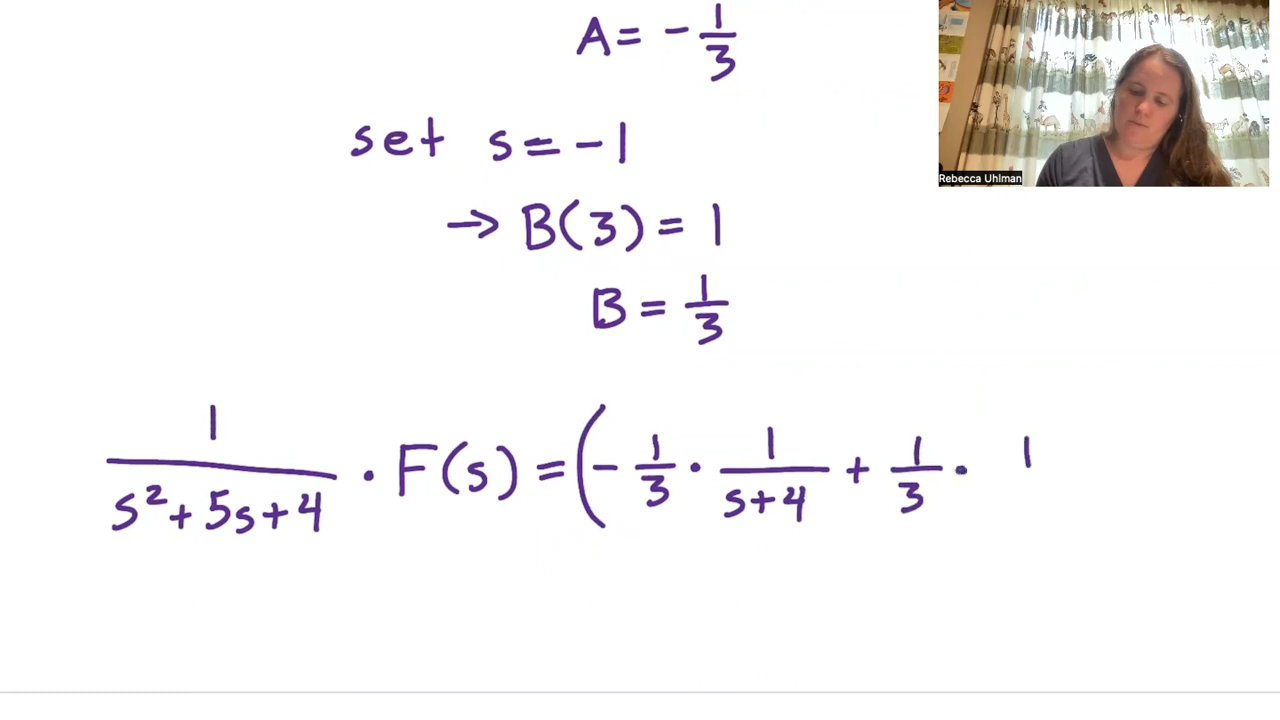 A = - 1/3
Rebecca Uhlman
set s = -1
→ B(3) = 1
B = 1/3
1/(s²+5s+4) · F(s) = (- 1/3 · 1/(s+4) + 1/3 · 1